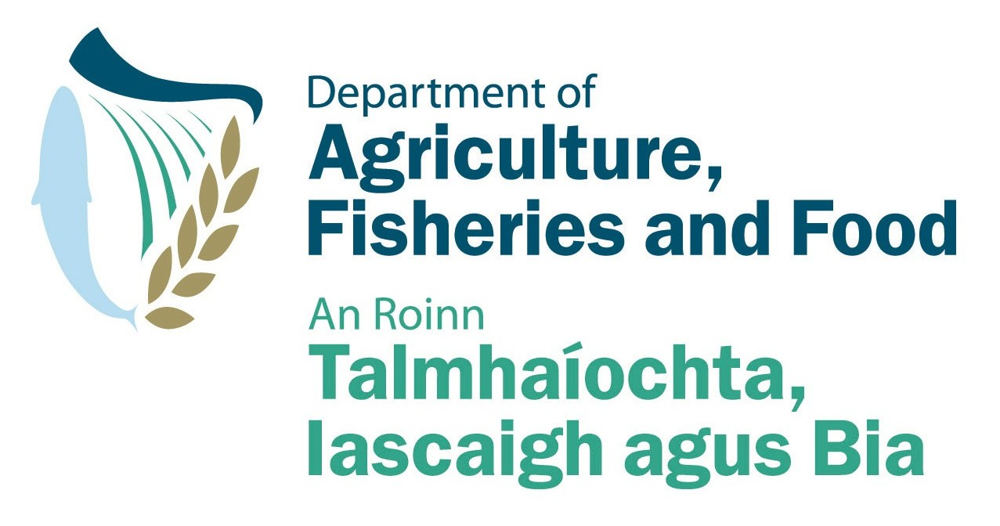 Department of
Agriculture,
Fisheries and Food
An Roinn
Talmhaíochta,
Iascaigh agus Bia